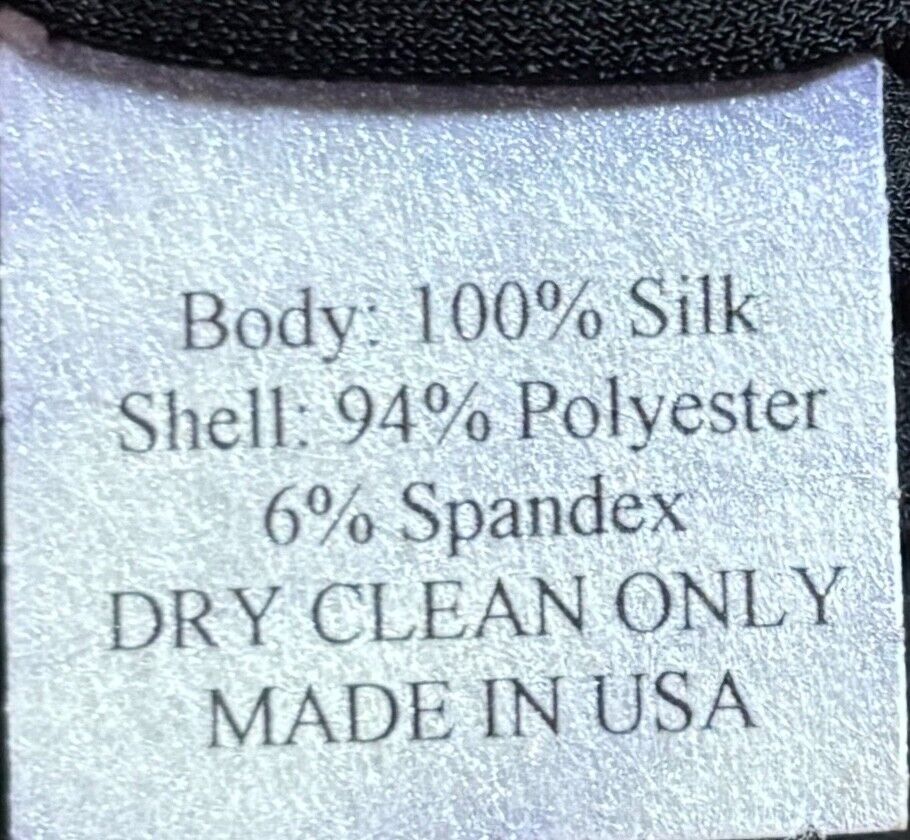 Body: 100% Silk
Shell: 94% Polyester
6% Spandex
DRY CLEAN ONLY
MADE IN USA